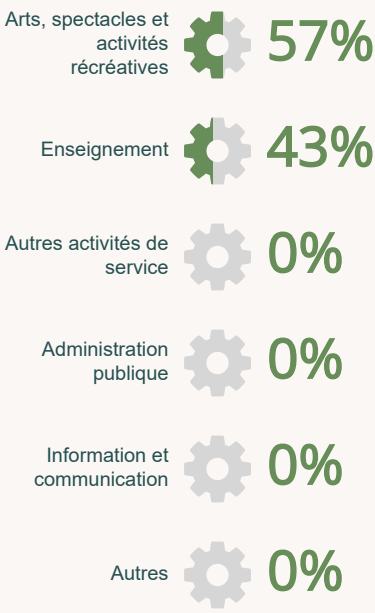 Arts, spectacles et
activités
récréatives
57%
Enseignement
43%
Autres activités de
service
0%
Administration
publique
0%
Information et
communication
0%
Autres
0%